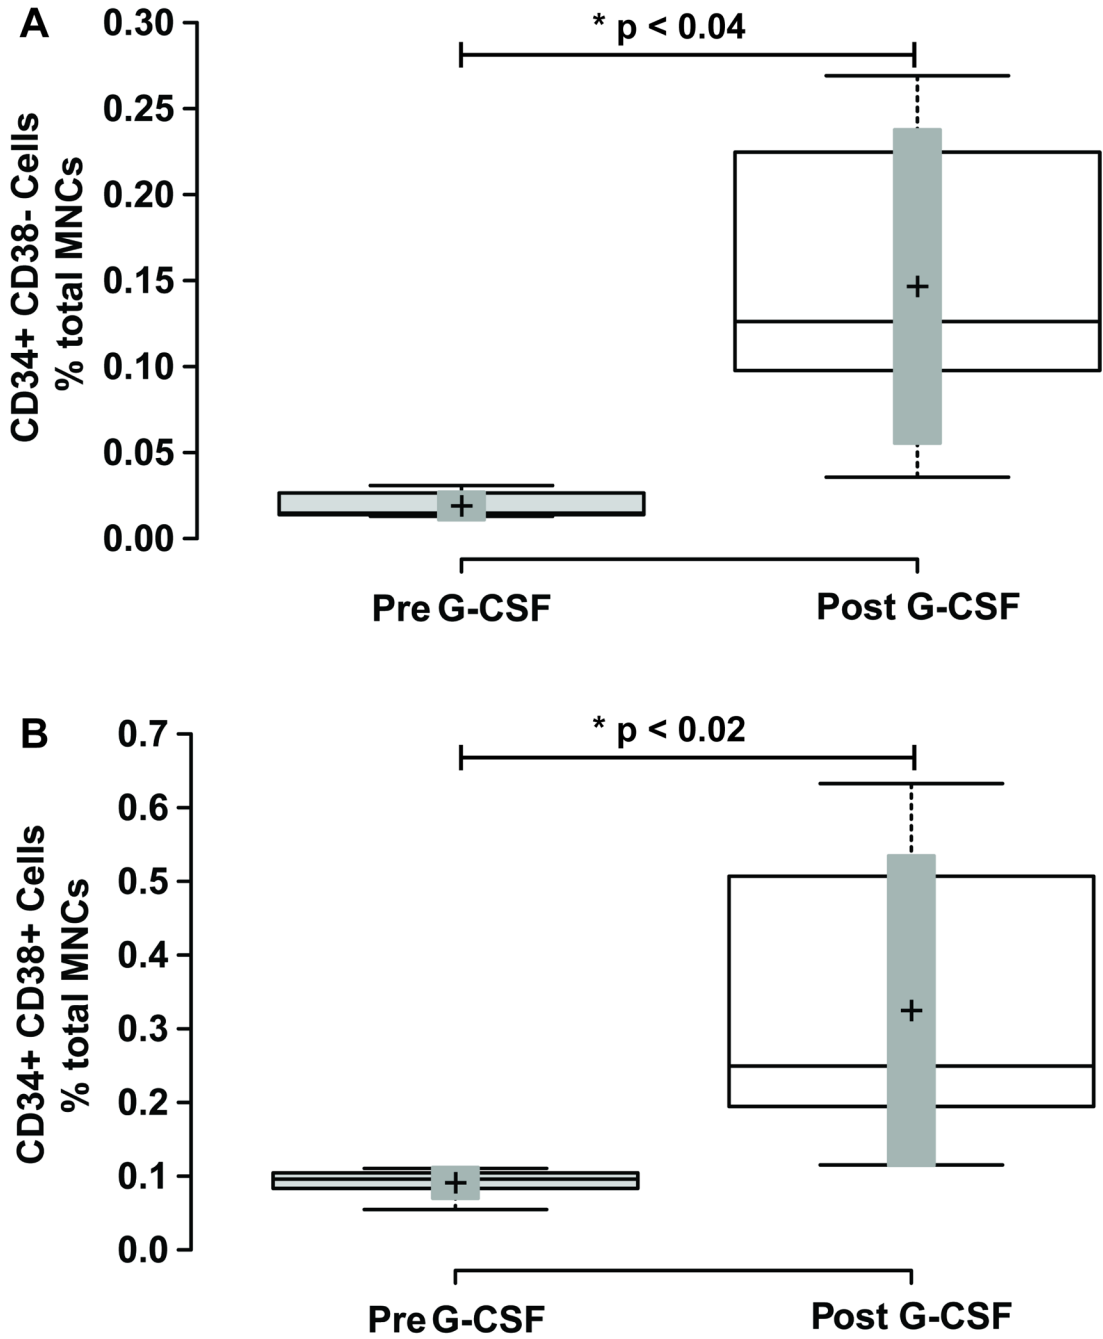 A
* p < 0.04
CD34+ CD38- Cells
% total MNCs
0.30
0.25
0.20
0.15
0.10
0.05
0.00
Pre G-CSF
Post G-CSF
B
* p < 0.02
CD34+ CD38+ Cells
% total MNCs
0.7
0.6
0.5
0.4
0.3
0.2
0.1
0.0
Pre G-CSF
Post G-CSF